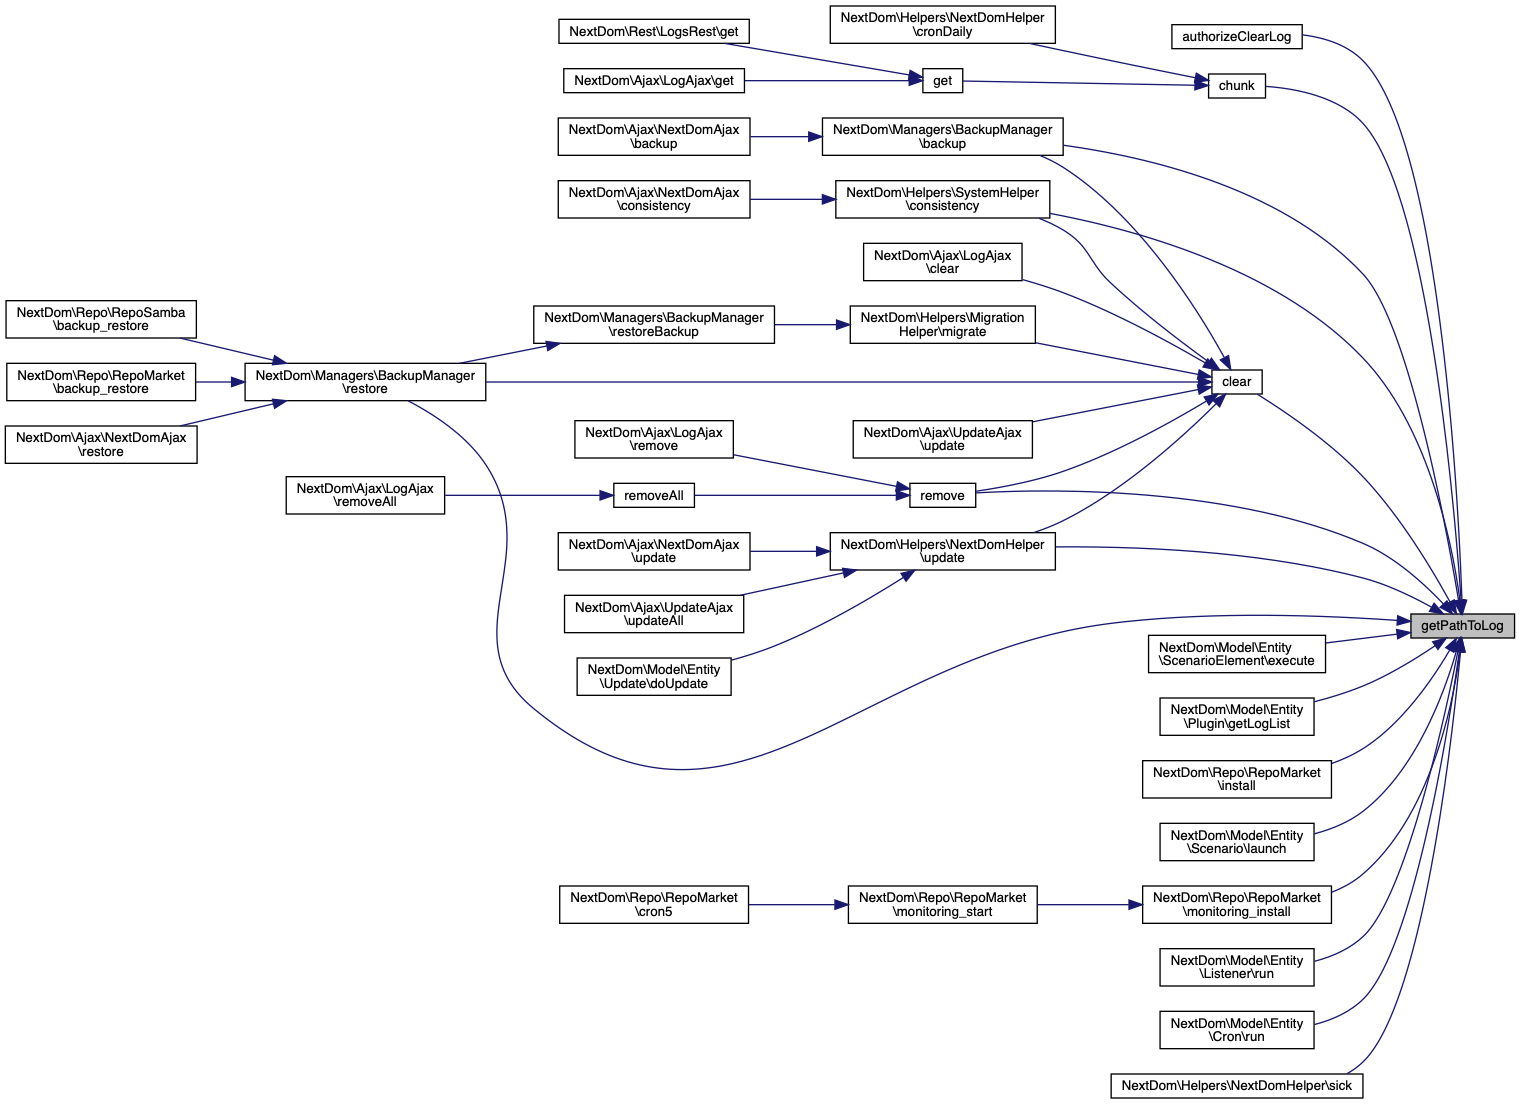 NextDom\Rest\LogsRest\get
NextDom\Helpers\NextDomHelper
\cronDaily
authorizeClearLog
NextDom\Ajax\LogAjax\get
get
chunk
NextDom\Ajax\NextDomAjax
\backup
NextDom\Managers\BackupManager
\backup
NextDom\Ajax\NextDomAjax
\consistency
NextDom\Helpers\SystemHelper
\consistency
NextDom\Ajax\LogAjax
\clear
NextDom\Repo\RepoSamba
\backup_restore
NextDom\Managers\BackupManager
\restoreBackup
NextDom\Helpers\Migration
Helper\migrate
NextDom\Repo\RepoMarket
\backup_restore
NextDom\Managers\BackupManager
\restore
clear
NextDom\Ajax\NextDomAjax
\restore
NextDom\Ajax\LogAjax
\remove
NextDom\Ajax\UpdateAjax
\update
NextDom\Ajax\LogAjax
\removeAll
removeAll
remove
NextDom\Ajax\NextDomAjax
\update
NextDom\Helpers\NextDomHelper
\update
NextDom\Ajax\UpdateAjax
\updateAll
getPathToLog
NextDom\Model\Entity
\ScenarioElement\execute
NextDom\Model\Entity
\Update\doUpdate
NextDom\Model\Entity
\Plugin\getLogList
NextDom\Repo\RepoMarket
\install
NextDom\Model\Entity
\Scenario\launch
NextDom\Repo\RepoMarket
\cron5
NextDom\Repo\RepoMarket
\monitoring_start
NextDom\Repo\RepoMarket
\monitoring_install
NextDom\Model\Entity
\Listener\run
NextDom\Model\Entity
\Cron\run
NextDom\Helpers\NextDomHelper\sick